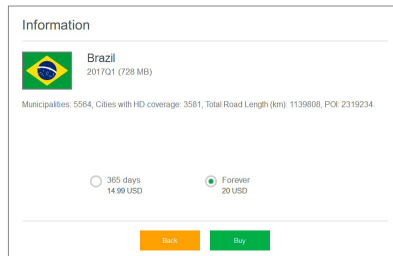 Information
Brazil
2017Q1 (728 MB)
Municipalities: 5564, Cities with HD coverage: 3581, Total Road Length (km): 1139808, POI: 2319234.
365 days
14.99 USD
Forever
20 USD
Back
Buy